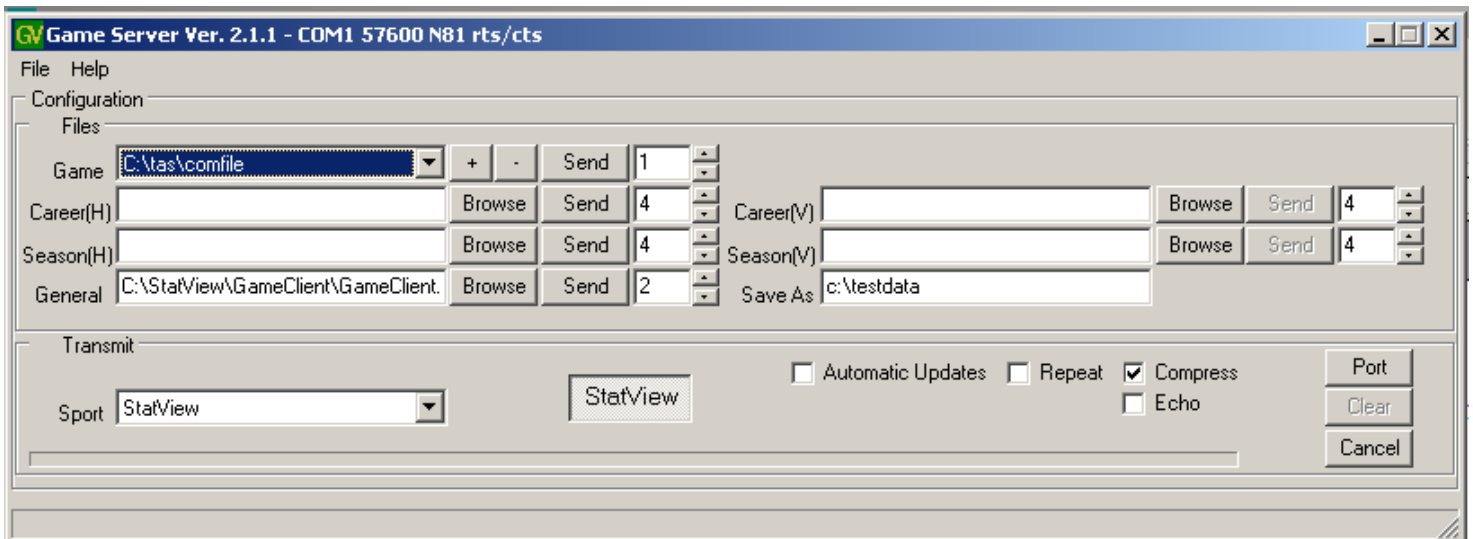 GV Game Server Ver. 2.1.1 - COM1 57600 N81 rts/cts
File Help
Configuration
Files
Game C:\tas\comfile + - Send 1
Career(H) Browse Send 4 Career(V) Browse Send 4
Season(H) Browse Send 4 Season(V) Browse Send 4
General C:\StatView\GameClient\GameClient. Browse Send 2 Save As c:\testdata
Transmit
Automatic Updates Repeat Compress Port
Sport StatView StatView Echo Clear
Cancel